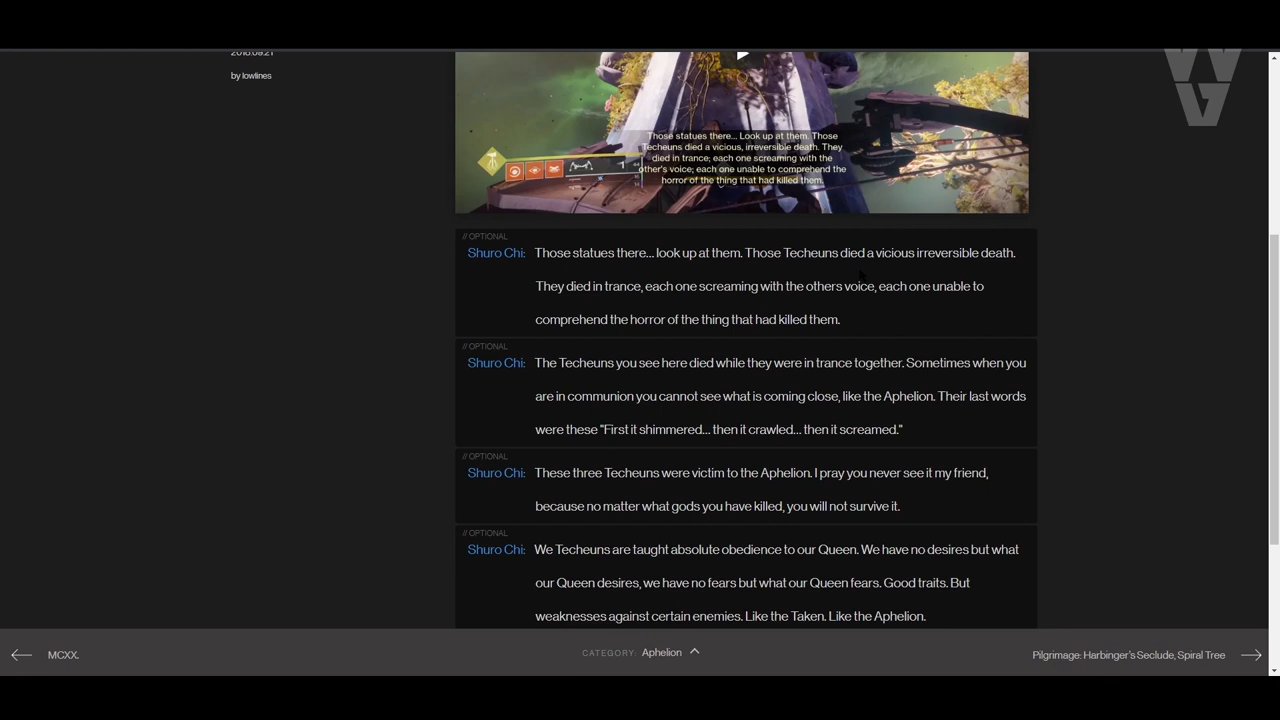 2018.09.21
by lowlines
Those statues there... Look up at them. Those
Techeuns died a vicious, irreversible death. They
died in trance; each one screaming with the
other's voice; each one unable to comprehend the
horror of the thing that had killed them.
// OPTIONAL
Shuro Chi: Those statues there... look up at them. Those Techeuns died a vicious irreversible death.
They died in trance, each one screaming with the others voice, each one unable to
comprehend the horror of the thing that had killed them.
// OPTIONAL
Shuro Chi: The Techeuns you see here died while they were in trance together. Sometimes when you
are in communion you cannot see what is coming close, like the Aphelion. Their last words
were these "First it shimmered... then it crawled... then it screamed."
// OPTIONAL
Shuro Chi: These three Techeuns were victim to the Aphelion. I pray you never see it my friend,
because no matter what gods you have killed, you will not survive it.
// OPTIONAL
Shuro Chi: We Techeuns are taught absolute obedience to our Queen. We have no desires but what
our Queen desires, we have no fears but what our Queen fears. Good traits. But
weaknesses against certain enemies. Like the Taken. Like the Aphelion.
MCXX. CATEGORY: Aphelion Pilgrimage: Harbinger's Seclude, Spiral Tree